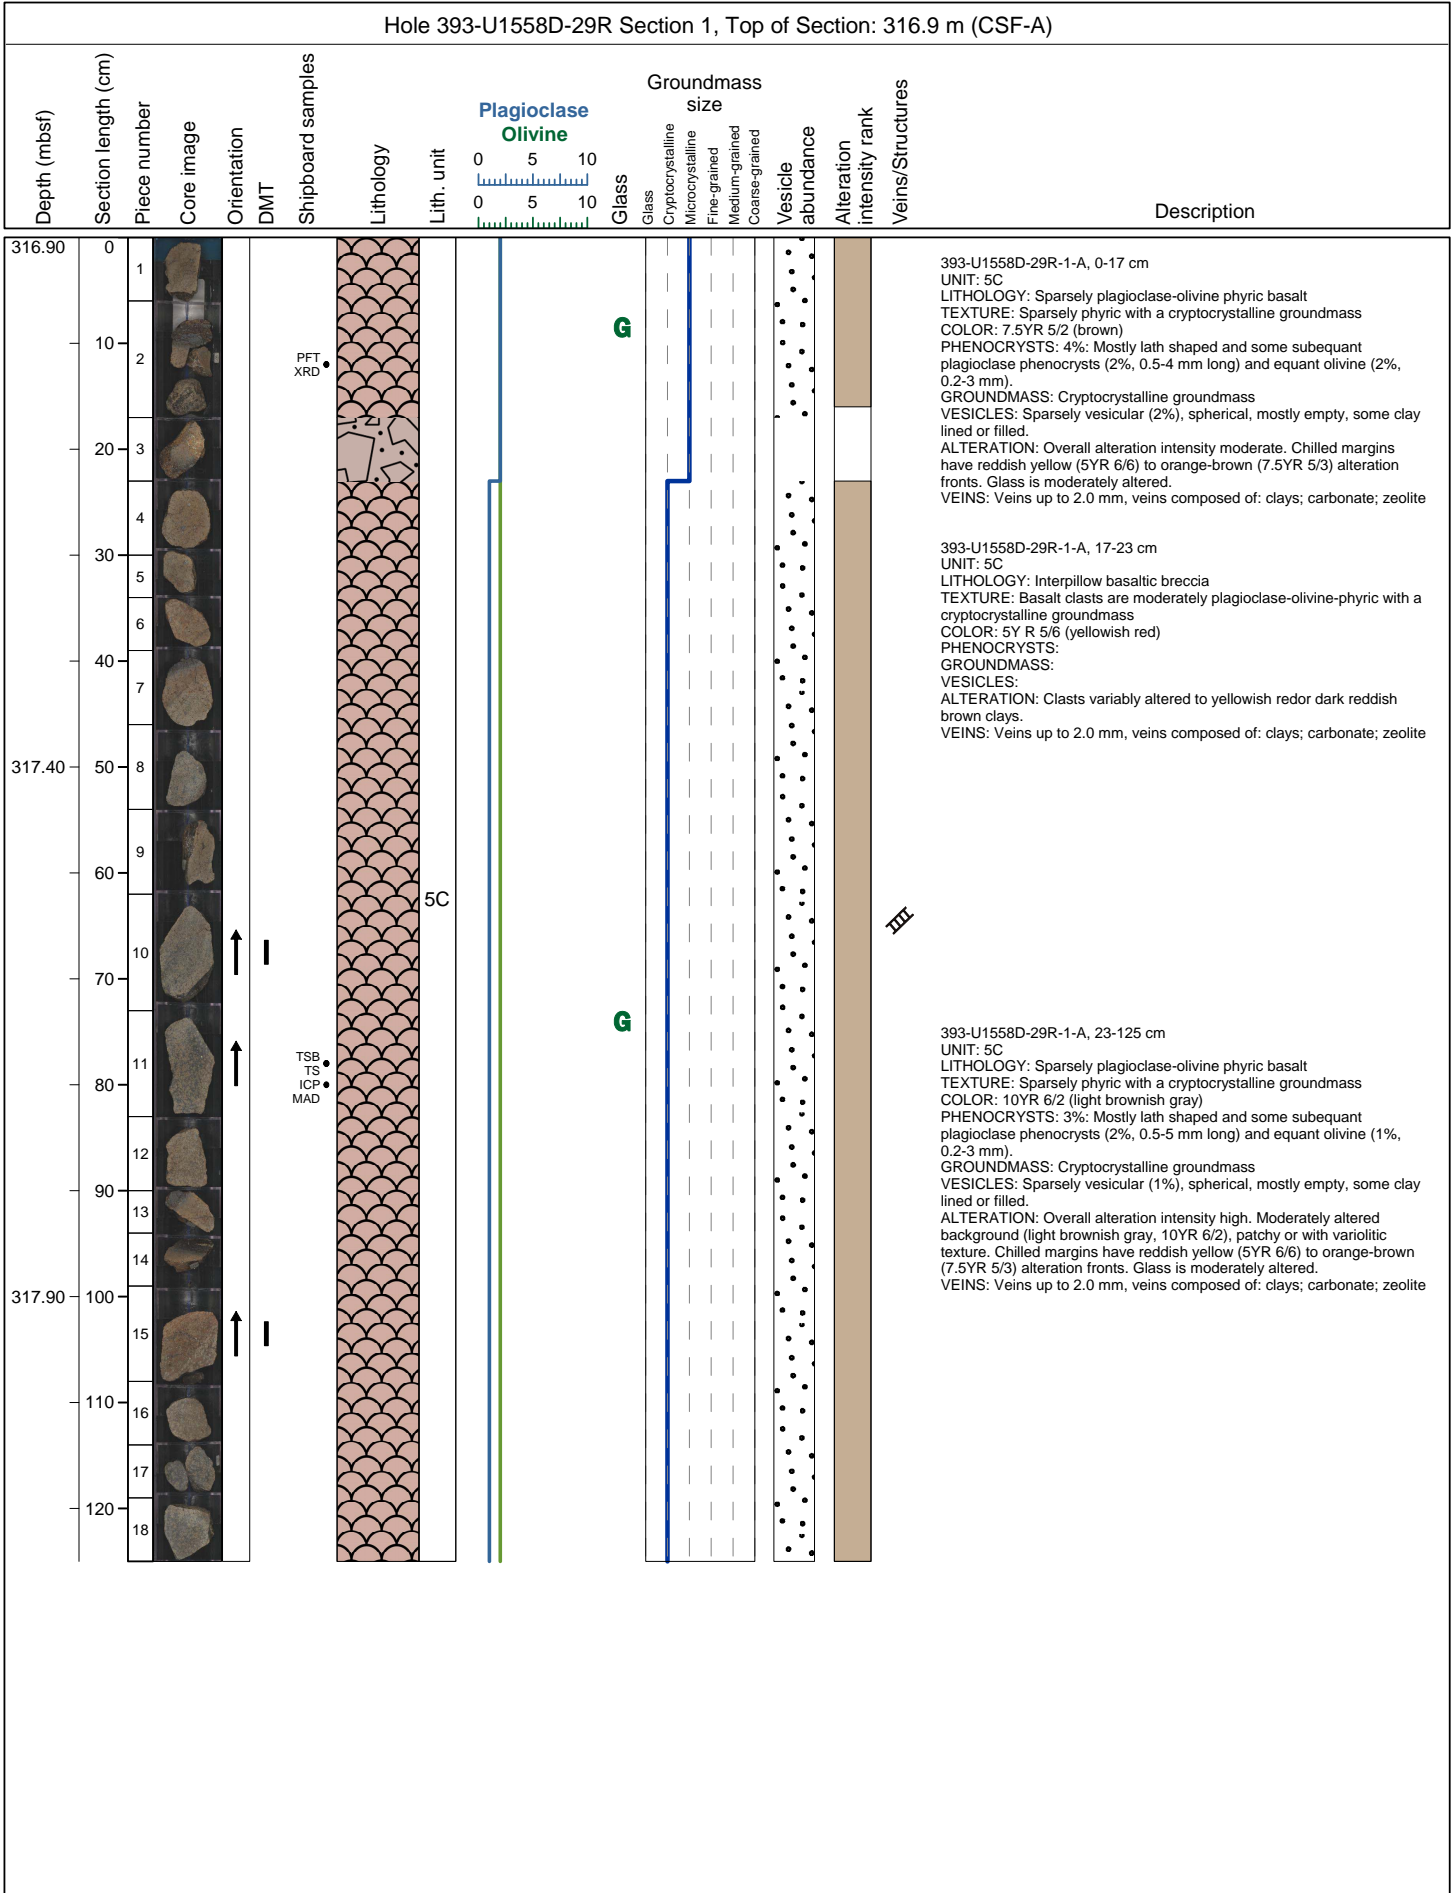 Hole 393-U1558D-29R Section 1, Top of Section: 316.9 m (CSF-A)
Depth (mbsf)
Section length (cm)
Piece number
Core image
Orientation
DMT
Shipboard samples
Lithology
Lith. unit
Plagioclase
Olivine
0 5 10
0 5 10
Glass
Groundmass
size
Glass
Cryptocrystalline
Microcrystalline
Fine-grained
Medium-grained
Coarse-grained
Vesicle
abundance
Alteration
intensity rank
Veins/Structures
Description
316.90
317.40
317.90
0
10
20
30
40
50
60
70
80
90
100
110
120
1
2
3
4
5
6
7
8
9
10
11
12
13
14
15
16
17
18
PFT
XRD
TSB
TS
ICP
MAD
5C
G
G
393-U1558D-29R-1-A, 0-17 cm
UNIT: 5C
LITHOLOGY: Sparsely plagioclase-olivine phyric basalt
TEXTURE: Sparsely phyric with a cryptocrystalline groundmass
COLOR: 7.5YR 5/2 (brown)
PHENOCRYSTS: 4%: Mostly lath shaped and some subequant
plagioclase phenocrysts (2%, 0.5-4 mm long) and equant olivine (2%,
0.2-3 mm).
GROUNDMASS: Cryptocrystalline groundmass
VESICLES: Sparsely vesicular (2%), spherical, mostly empty, some clay
lined or filled.
ALTERATION: Overall alteration intensity moderate. Chilled margins
have reddish yellow (5YR 6/6) to orange-brown (7.5YR 5/3) alteration
fronts. Glass is moderately altered.
VEINS: Veins up to 2.0 mm, veins composed of: clays; carbonate; zeolite
393-U1558D-29R-1-A, 17-23 cm
UNIT: 5C
LITHOLOGY: Interpillow basaltic breccia
TEXTURE: Basalt clasts are moderately plagioclase-olivine-phyric with a
cryptocrystalline groundmass
COLOR: 5Y R 5/6 (yellowish red)
PHENOCRYSTS:
GROUNDMASS:
VESICLES:
ALTERATION: Clasts variably altered to yellowish redor dark reddish
brown clays.
VEINS: Veins up to 2.0 mm, veins composed of: clays; carbonate; zeolite
393-U1558D-29R-1-A, 23-125 cm
UNIT: 5C
LITHOLOGY: Sparsely plagioclase-olivine phyric basalt
TEXTURE: Sparsely phyric with a cryptocrystalline groundmass
COLOR: 10YR 6/2 (light brownish gray)
PHENOCRYSTS: 3%: Mostly lath shaped and some subequant
plagioclase phenocrysts (2%, 0.5-5 mm long) and equant olivine (1%,
0.2-3 mm).
GROUNDMASS: Cryptocrystalline groundmass
VESICLES: Sparsely vesicular (1%), spherical, mostly empty, some clay
lined or filled.
ALTERATION: Overall alteration intensity high. Moderately altered
background (light brownish gray, 10YR 6/2), patchy or with variolitic
texture. Chilled margins have reddish yellow (5YR 6/6) to orange-brown
(7.5YR 5/3) alteration fronts. Glass is moderately altered.
VEINS: Veins up to 2.0 mm, veins composed of: clays; carbonate; zeolite